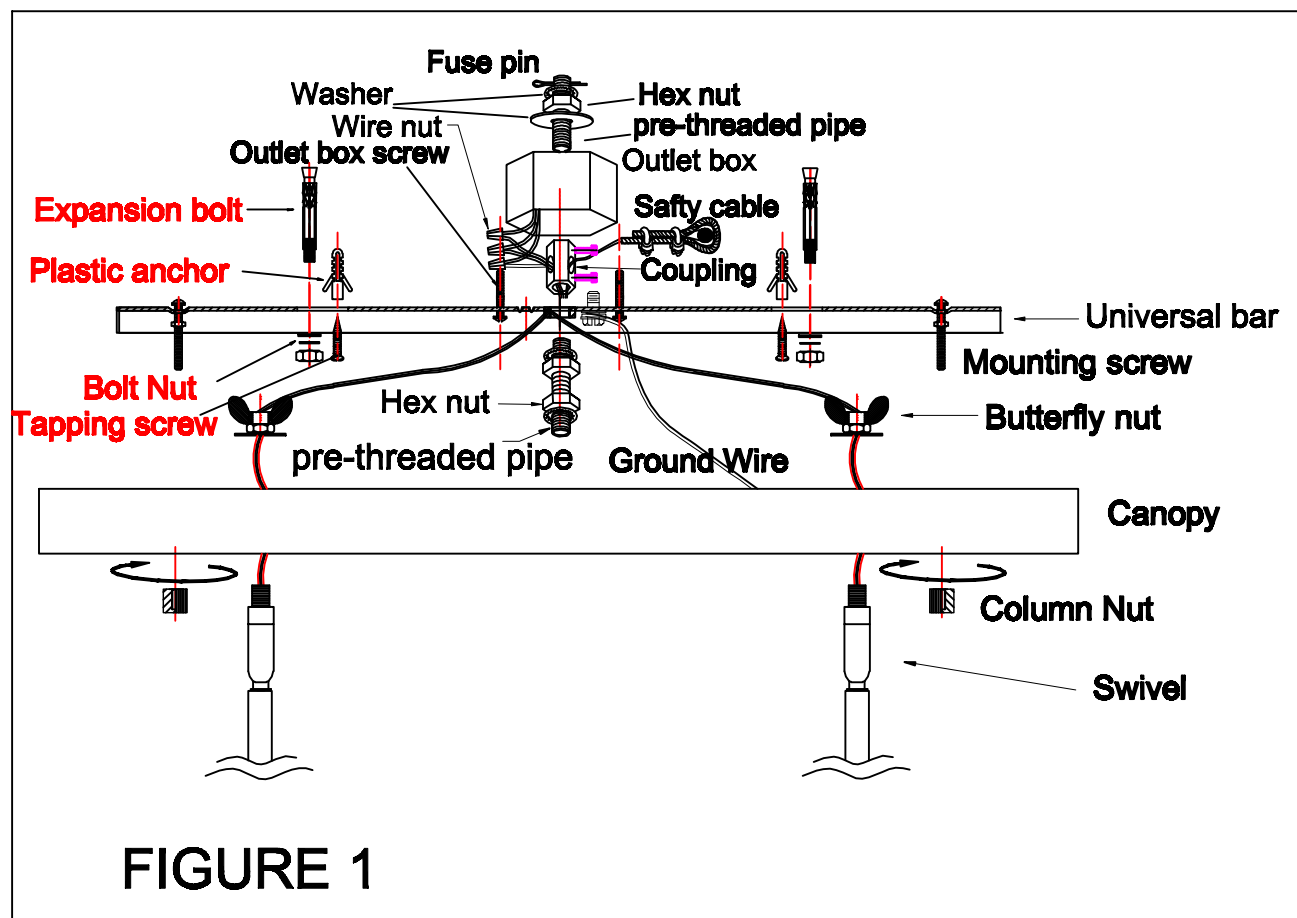 Fuse pin
Washer
Hex nut
Wire nut
pre-threaded pipe
Outlet box screw
Outlet box
Expansion bolt
Safty cable
Plastic anchor
Coupling
Universal bar
Mounting screw
Bolt Nut
Hex nut
Butterfly nut
Tapping screw
pre-threaded pipe
Ground Wire
Canopy
Column Nut
Swivel
FIGURE 1